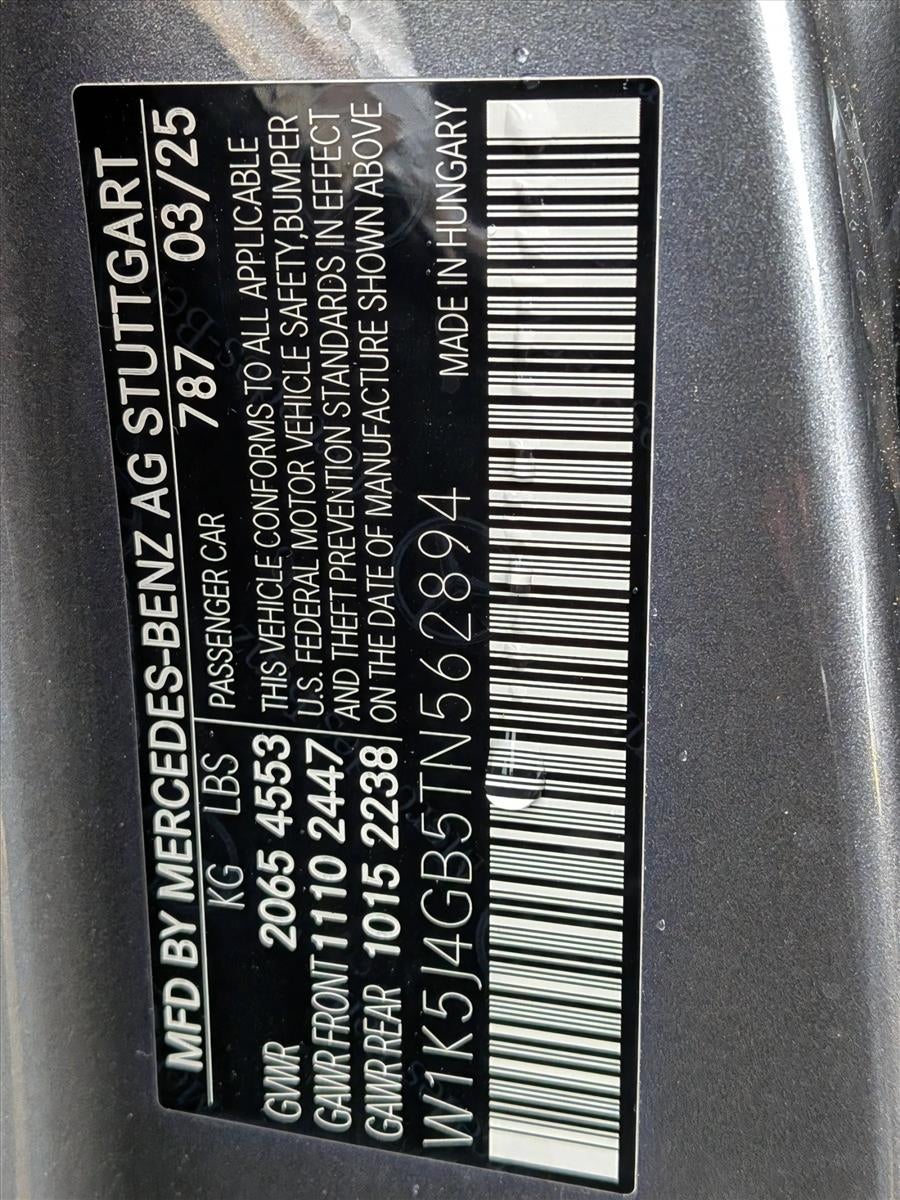 MFD BY MERCEDES-BENZ AG STUTTGART
787 03/25
KG LBS PASSENGER CAR
GVWR 2065 4553
GAWR FRONT 1110 2447
GAWR REAR 1015 2238
THIS VEHICLE CONFORMS TO ALL APPLICABLE
U.S. FEDERAL MOTOR VEHICLE SAFETY,BUMPER
AND THEFT PREVENTION STANDARDS IN EFFECT
ON THE DATE OF MANUFACTURE SHOWN ABOVE
W1K5J4GB5TN562894 MADE IN HUNGARY